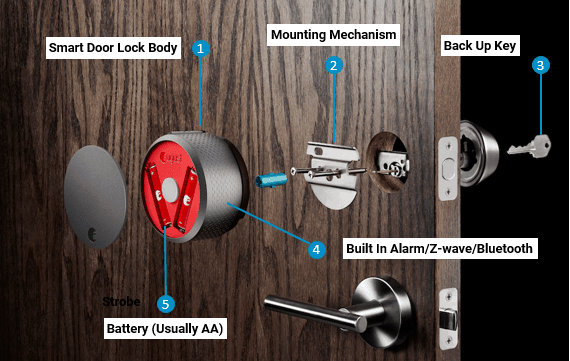 Mounting Mechanism
Smart Door Lock Body
1
Back Up Key
2
3
august
4
Built In Alarm/Z-wave/Bluetooth
Strobe
5
Battery (Usually AA)